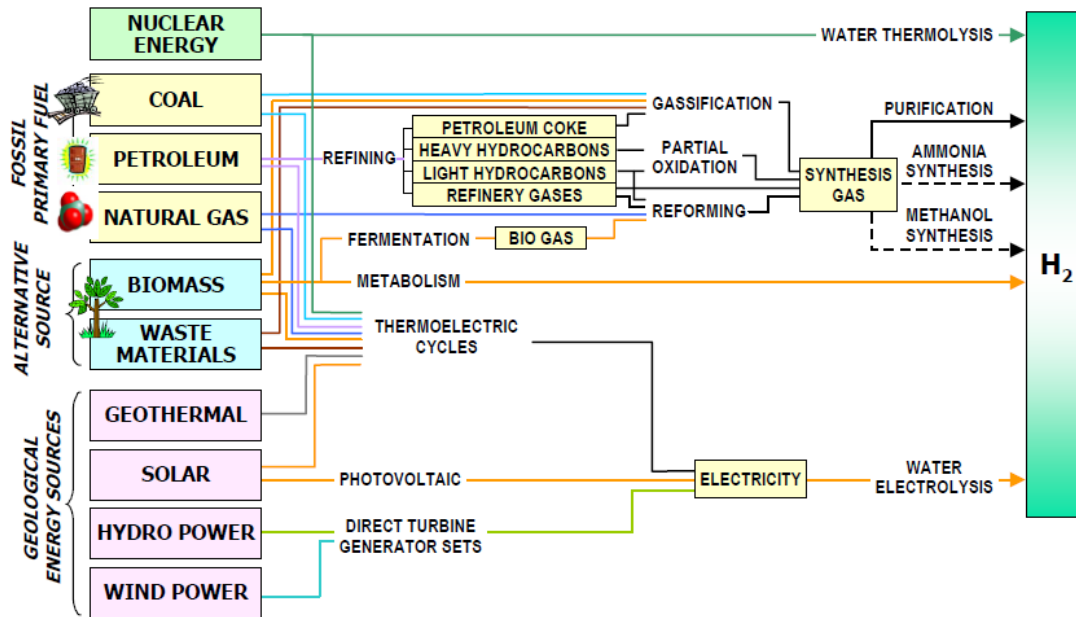 NUCLEAR
ENERGY
WATER THERMOLYSIS
FOSSIL
PRIMARY FUEL
COAL
GASSIFICATION
PURIFICATION
PETROLEUM
REFINING
PETROLEUM COKE
HEAVY HYDROCARBONS
LIGHT HYDROCARBONS
REFINERY GASES
PARTIAL
OXIDATION
SYNTHESIS
GAS
AMMONIA
SYNTHESIS
NATURAL GAS
REFORMING
METHANOL
SYNTHESIS
FERMENTATION
BIO GAS
H2
ALTERNATIVE
SOURCE
BIOMASS
METABOLISM
WASTE
MATERIALS
THERMOELECTRIC
CYCLES
GEOLOGICAL
ENERGY SOURCES
GEOTHERMAL
SOLAR
PHOTOVOLTAIC
ELECTRICITY
WATER
ELECTROLYSIS
HYDRO POWER
DIRECT TURBINE
GENERATOR SETS
WIND POWER